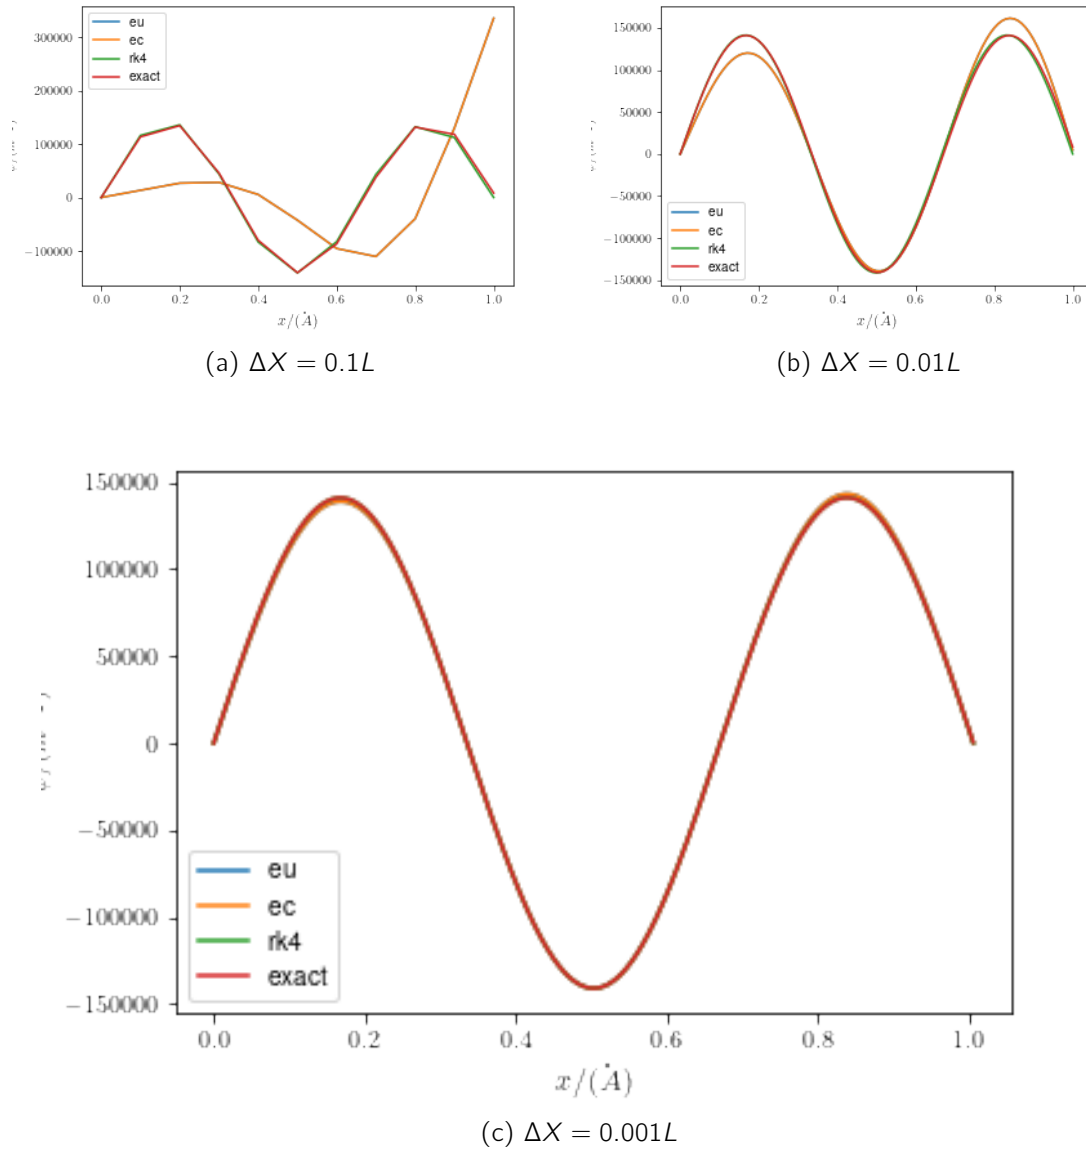 eu
ec
rk4
exact
300000
200000
100000
0
−100000
0.0 0.2 0.4 0.6 0.8 1.0
x/(Ȧ)
(a) ΔX = 0.1L
150000
100000
50000
0
−50000
−100000
−150000
eu
ec
rk4
exact
0.0 0.2 0.4 0.6 0.8 1.0
x/(Ȧ)
(b) ΔX = 0.01L
150000
100000
50000
0
−50000
−100000
−150000
eu
ec
rk4
exact
0.0 0.2 0.4 0.6 0.8 1.0
x/(Ȧ)
(c) ΔX = 0.001L